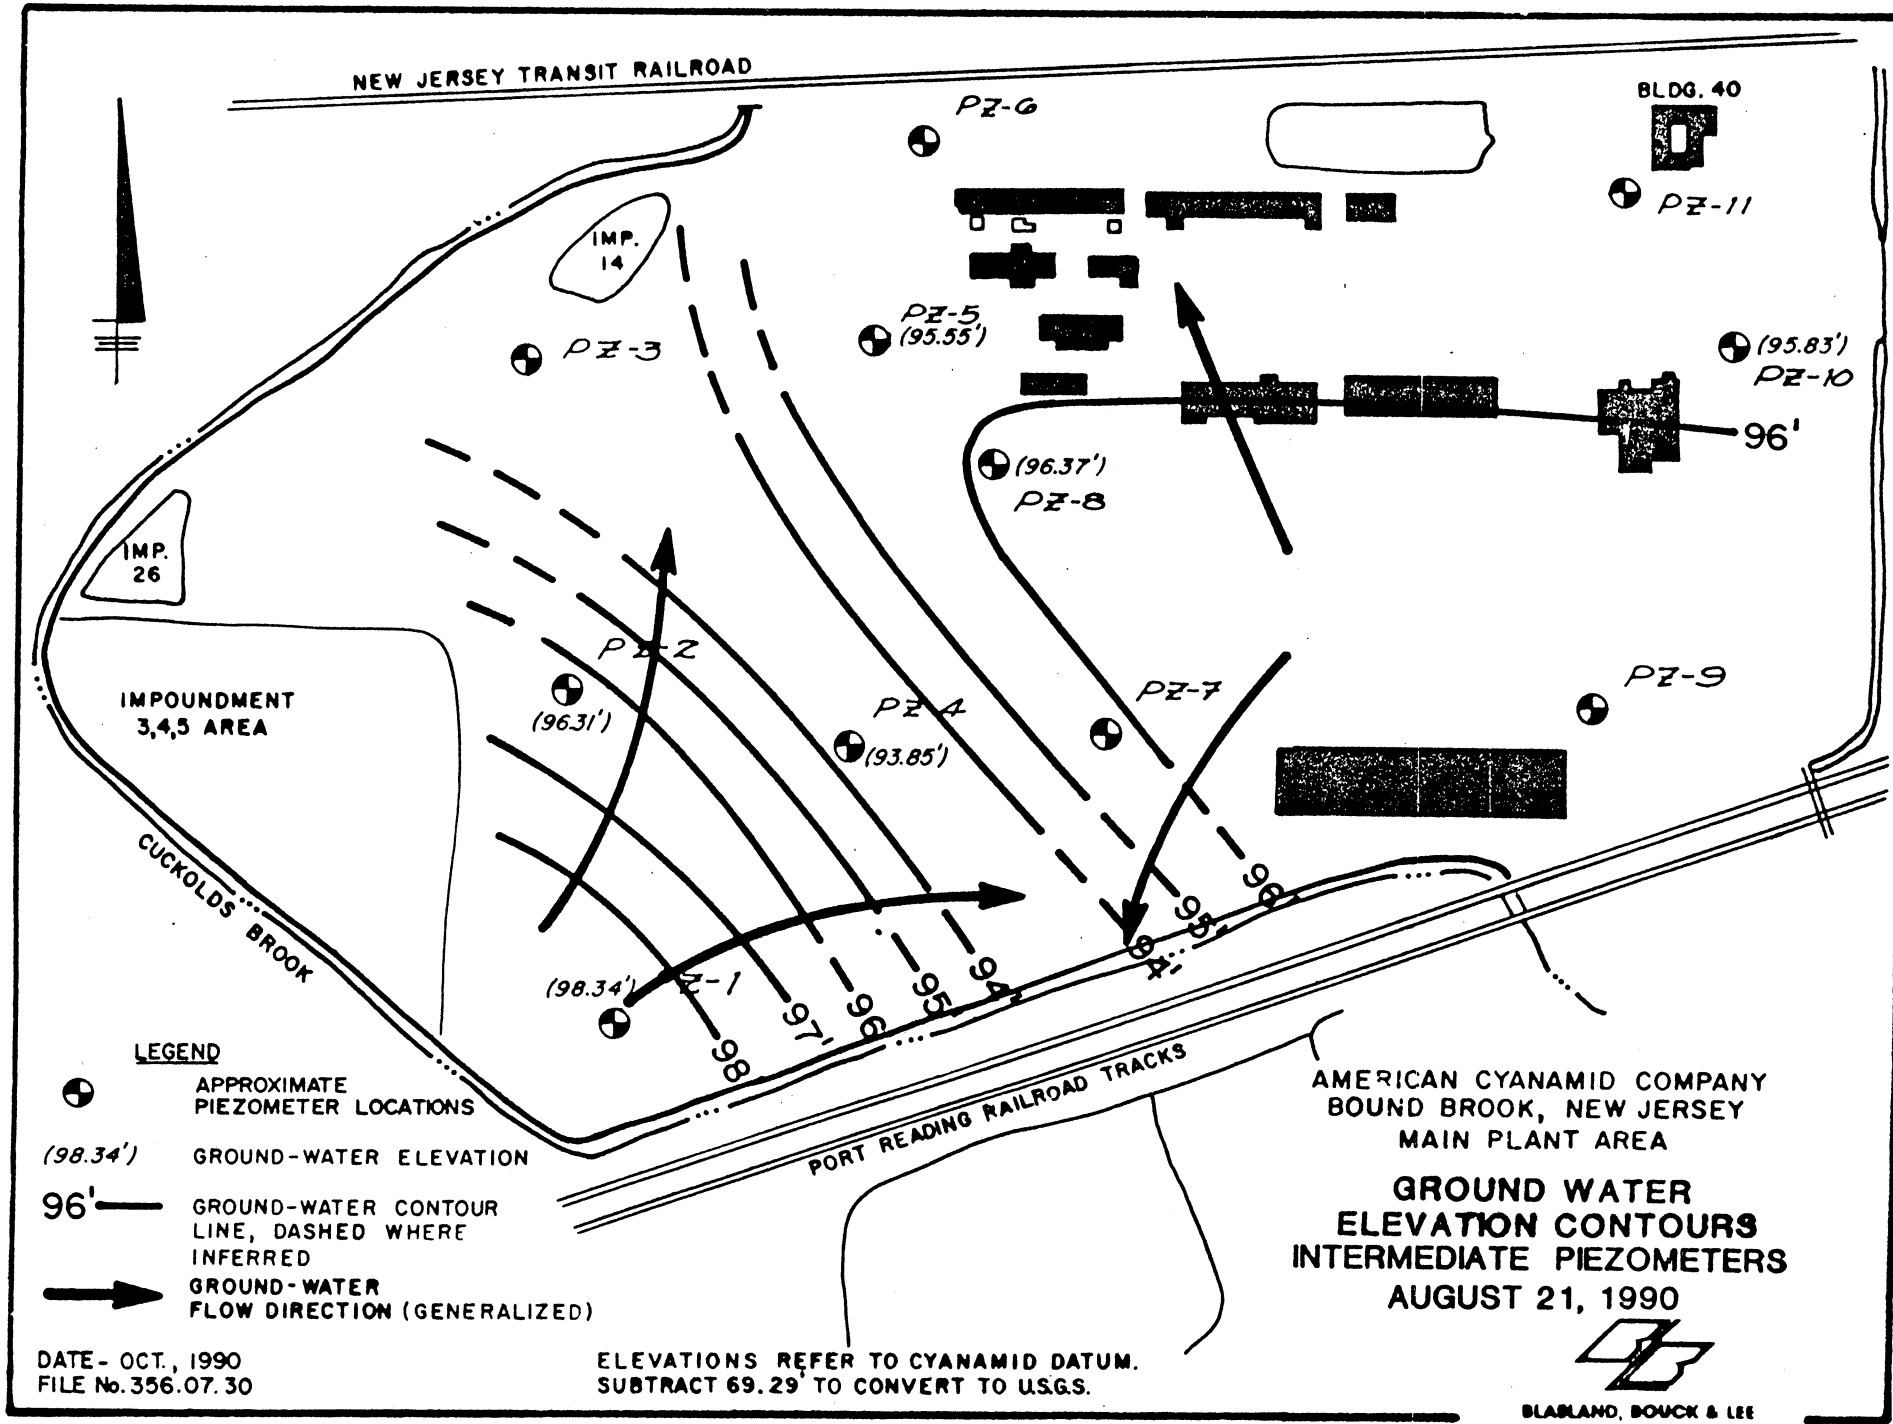 NEW JERSEY TRANSIT RAILROAD
PZ-6
BLDG. 40
PZ-11
IMP.
14
PZ-5
(95.55')
PZ-3
(95.83')
PZ-10
96'
(96.37')
PZ-8
IMP.
26
PZ-2
(96.31')
IMPOUNDMENT
3,4,5 AREA
PZ-4
(93.85')
PZ-7
PZ-9
CUCKOLDS BROOK
(98.34')
Z-1
98
97'
96
95'
94'
94'
95'
96'
PORT READING RAILROAD TRACKS
LEGEND
APPROXIMATE
PIEZOMETER LOCATIONS
(98.34') GROUND-WATER ELEVATION
96' GROUND-WATER CONTOUR
LINE, DASHED WHERE
INFERRED
GROUND-WATER
FLOW DIRECTION (GENERALIZED)
DATE- OCT., 1990
FILE No. 356.07.30
ELEVATIONS REFER TO CYANAMID DATUM.
SUBTRACT 69.29' TO CONVERT TO U.S.G.S.
AMERICAN CYANAMID COMPANY
BOUND BROOK, NEW JERSEY
MAIN PLANT AREA
GROUND WATER
ELEVATION CONTOURS
INTERMEDIATE PIEZOMETERS
AUGUST 21, 1990
BLASLAND, BOUCK & LEE